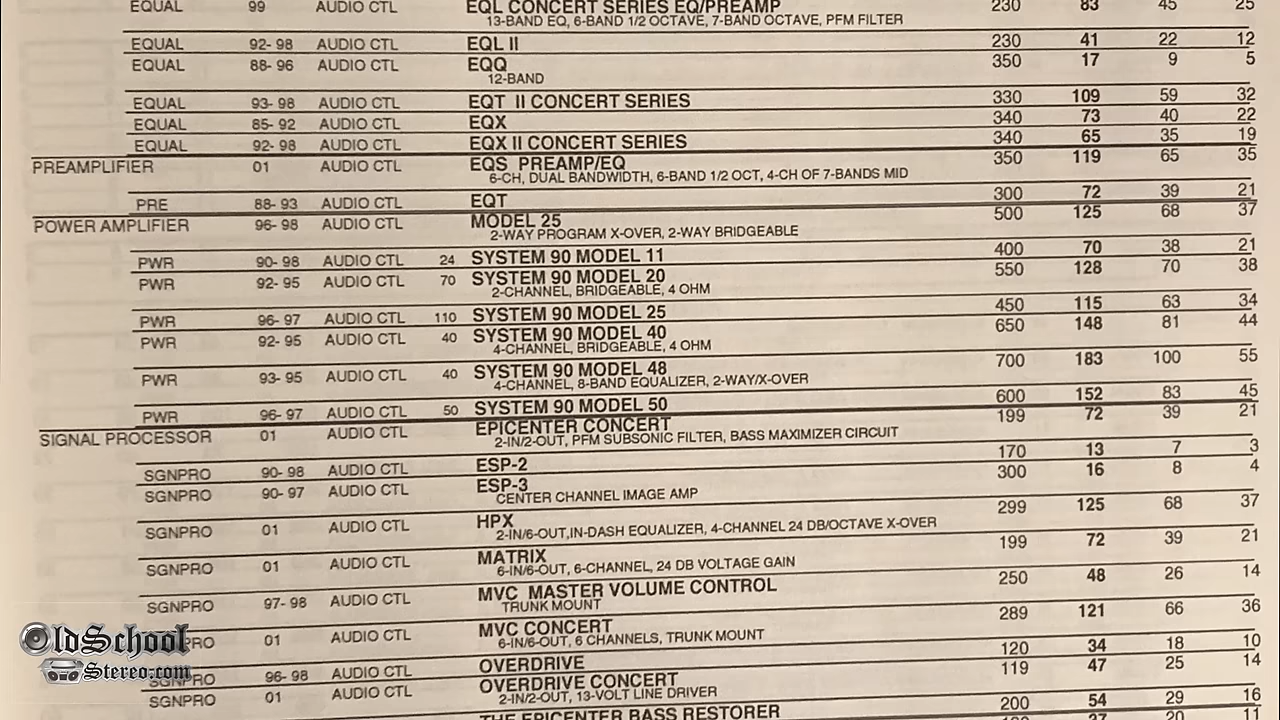 EQUAL 99 AUDIO CTL EQL CONCERT SERIES EQ/PREAMP 230 83 45 25
13-BAND EQ, 6-BAND 1/2 OCTAVE, 7-BAND OCTAVE, PFM FILTER
EQUAL 92-98 AUDIO CTL EQL II 230 41 22 12
EQUAL 88-96 AUDIO CTL EQQ 350 17 9 5
12-BAND
EQUAL 93-98 AUDIO CTL EQT II CONCERT SERIES 330 109 59 32
EQUAL 85-92 AUDIO CTL EQX 340 73 40 22
EQUAL 92-98 AUDIO CTL EQX II CONCERT SERIES 340 65 35 19
PREAMPLIFIER 01 AUDIO CTL EQS PREAMP/EQ 350 119 65 35
6-CH, DUAL BANDWIDTH, 6-BAND 1/2 OCT, 4-CH OF 7-BANDS MID
PRE 88-93 AUDIO CTL EQT 300 72 39 21
POWER AMPLIFIER 96-98 AUDIO CTL MODEL 25 500 125 68 37
2-WAY PROGRAM X-OVER, 2-WAY BRIDGEABLE
PWR 90-98 AUDIO CTL 24 SYSTEM 90 MODEL 11 400 70 38 21
PWR 92-95 AUDIO CTL 70 SYSTEM 90 MODEL 20 550 128 70 38
2-CHANNEL, BRIDGEABLE, 4 OHM
PWR 96-97 AUDIO CTL 110 SYSTEM 90 MODEL 25 450 115 63 34
PWR 92-95 AUDIO CTL 40 SYSTEM 90 MODEL 40 650 148 81 44
4-CHANNEL, BRIDGEABLE, 4 OHM
PWR 93-95 AUDIO CTL 40 SYSTEM 90 MODEL 48 700 183 100 55
4-CHANNEL, 8-BAND EQUALIZER, 2-WAY/X-OVER
PWR 96-97 AUDIO CTL 50 SYSTEM 90 MODEL 50 600 152 83 45
SIGNAL PROCESSOR 01 AUDIO CTL EPICENTER CONCERT 199 72 39 21
2-IN/2-OUT, PFM SUBSONIC FILTER, BASS MAXIMIZER CIRCUIT
SGNPRO 90-98 AUDIO CTL ESP-2 170 13 7 3
SGNPRO 90-97 AUDIO CTL ESP-3 300 16 8 4
CENTER CHANNEL IMAGE AMP
SGNPRO 01 AUDIO CTL HPX 299 125 68 37
2-IN/6-OUT,IN-DASH EQUALIZER, 4-CHANNEL 24 DB/OCTAVE X-OVER
SGNPRO 01 AUDIO CTL MATRIX 199 72 39 21
6-IN/6-OUT, 6-CHANNEL, 24 DB VOLTAGE GAIN
SGNPRO 97-98 AUDIO CTL MVC MASTER VOLUME CONTROL 250 48 26 14
TRUNK MOUNT
SGNPRO 01 AUDIO CTL MVC CONCERT 289 121 66 36
6-IN/6-OUT, 6 CHANNELS, TRUNK MOUNT
SGNPRO 96-98 AUDIO CTL OVERDRIVE 120 34 18 10
SGNPRO 01 AUDIO CTL OVERDRIVE CONCERT 119 47 25 14
2-IN/2-OUT, 13-VOLT LINE DRIVER
THE EPICENTER BASS RESTORER 200 54 29 16
20 11
OldSchool
Stereo.com